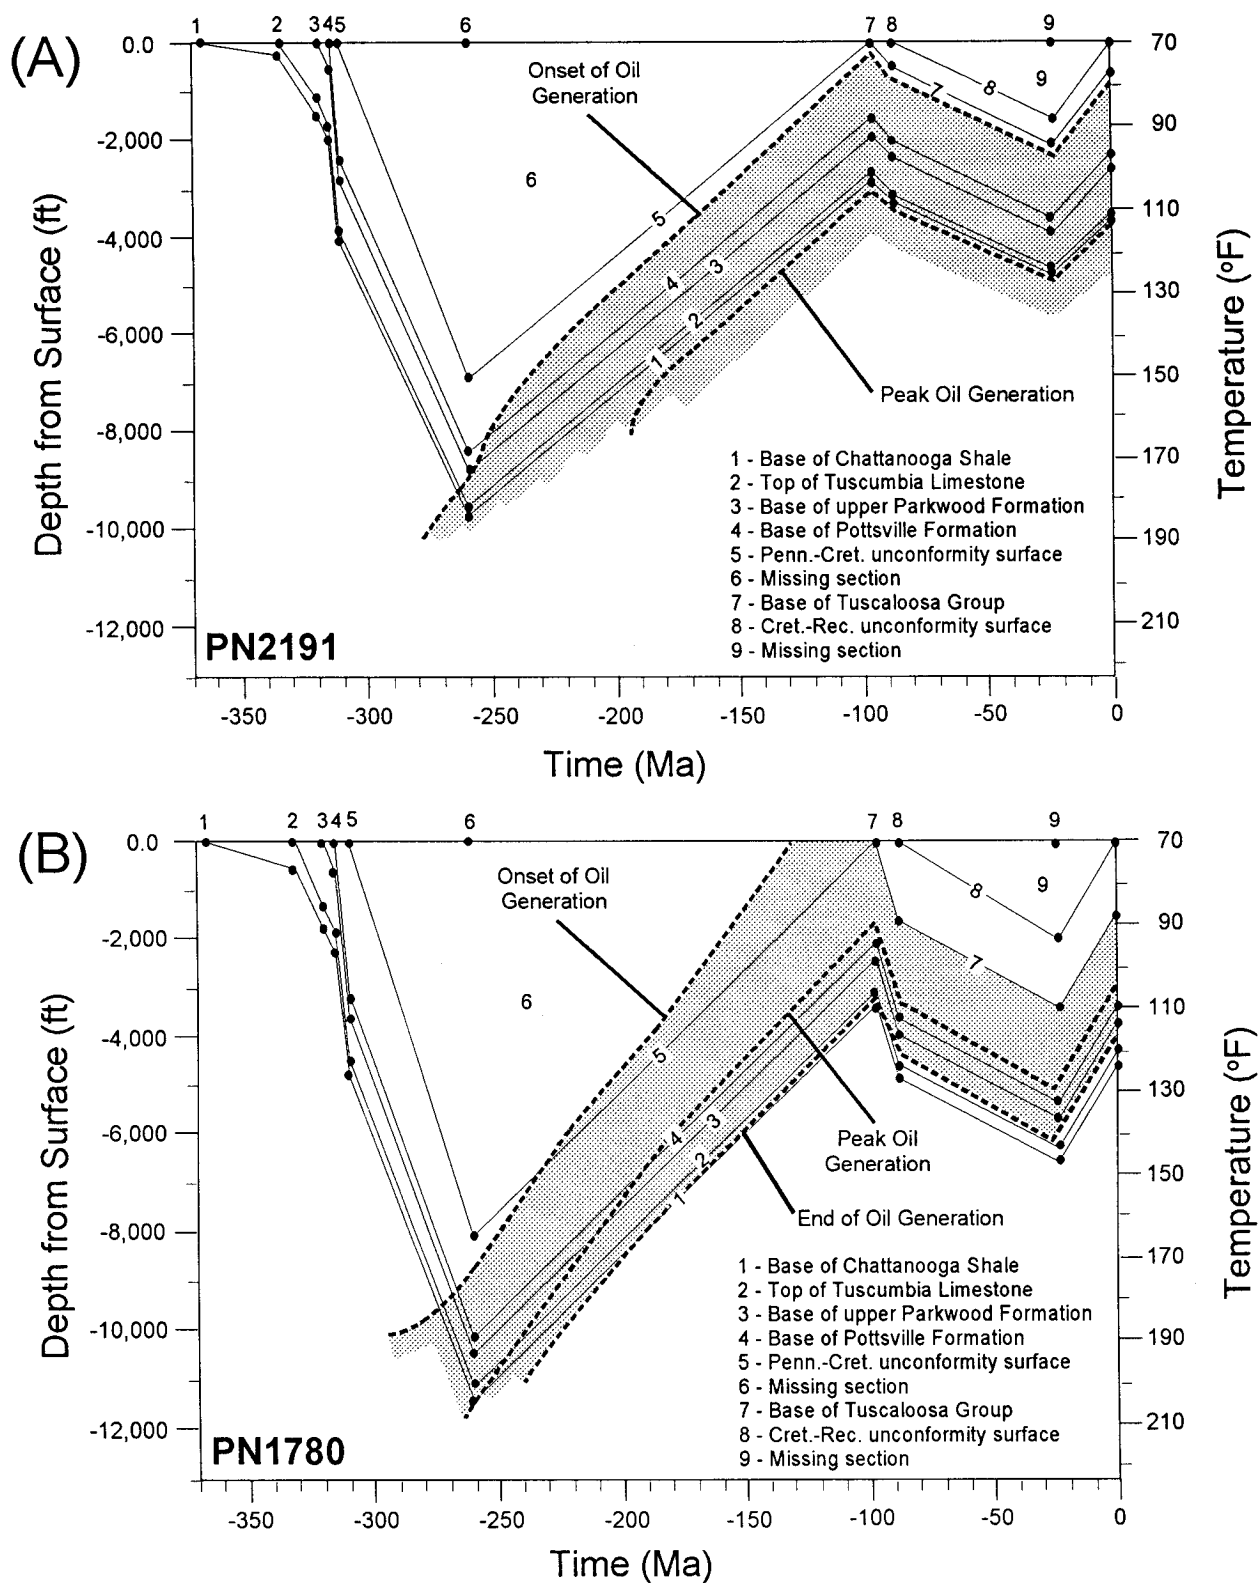 (A)
1 2 3 4 5 6 7 8 9
0.0
-2,000
-4,000
-6,000
-8,000
-10,000
-12,000
Depth from Surface (ft)
70
90
110
130
150
170
190
210
Temperature (ºF)
Onset of Oil
Generation
6
9
8
7
5
4
3
2
1
Peak Oil Generation
1 - Base of Chattanooga Shale
2 - Top of Tuscumbia Limestone
3 - Base of upper Parkwood Formation
4 - Base of Pottsville Formation
5 - Penn.-Cret. unconformity surface
6 - Missing section
7 - Base of Tuscaloosa Group
8 - Cret.-Rec. unconformity surface
9 - Missing section
PN2191
-350 -300 -250 -200 -150 -100 -50 0
Time (Ma)
(B)
1 2 3 4 5 6 7 8 9
0.0
-2,000
-4,000
-6,000
-8,000
-10,000
-12,000
Depth from Surface (ft)
70
90
110
130
150
170
190
210
Temperature (ºF)
Onset of Oil
Generation
6
9
8
7
5
4
3
2
1
Peak Oil
Generation
End of Oil Generation
1 - Base of Chattanooga Shale
2 - Top of Tuscumbia Limestone
3 - Base of upper Parkwood Formation
4 - Base of Pottsville Formation
5 - Penn.-Cret. unconformity surface
6 - Missing section
7 - Base of Tuscaloosa Group
8 - Cret.-Rec. unconformity surface
9 - Missing section
PN1780
-350 -300 -250 -200 -150 -100 -50 0
Time (Ma)